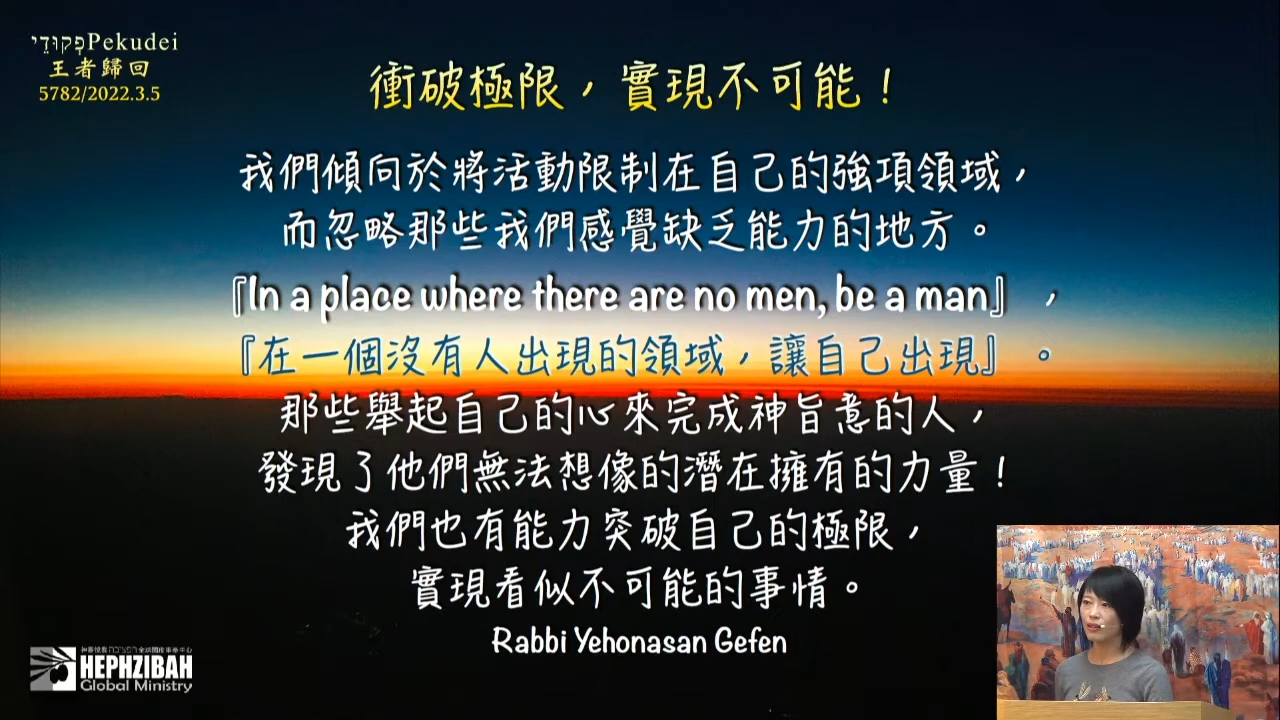 פְקוּדֵי Pekudei
王者歸回
5782/2022.3.5
衝破極限，實現不可能！
我們傾向於將活動限制在自己的強項領域，
而忽略那些我們感覺缺乏能力的地方。
『In a place where there are no men, be a man』，
『在一個沒有人出現的領域，讓自己出現』。
那些舉起自己的心來完成神旨意的人，
發現了他們無法想像的潛在擁有的力量！
我們也有能力突破自己的極限，
實現看似不可能的事情。
Rabbi Yehonasan Gefen
HEPHZIBAH
Global Ministry